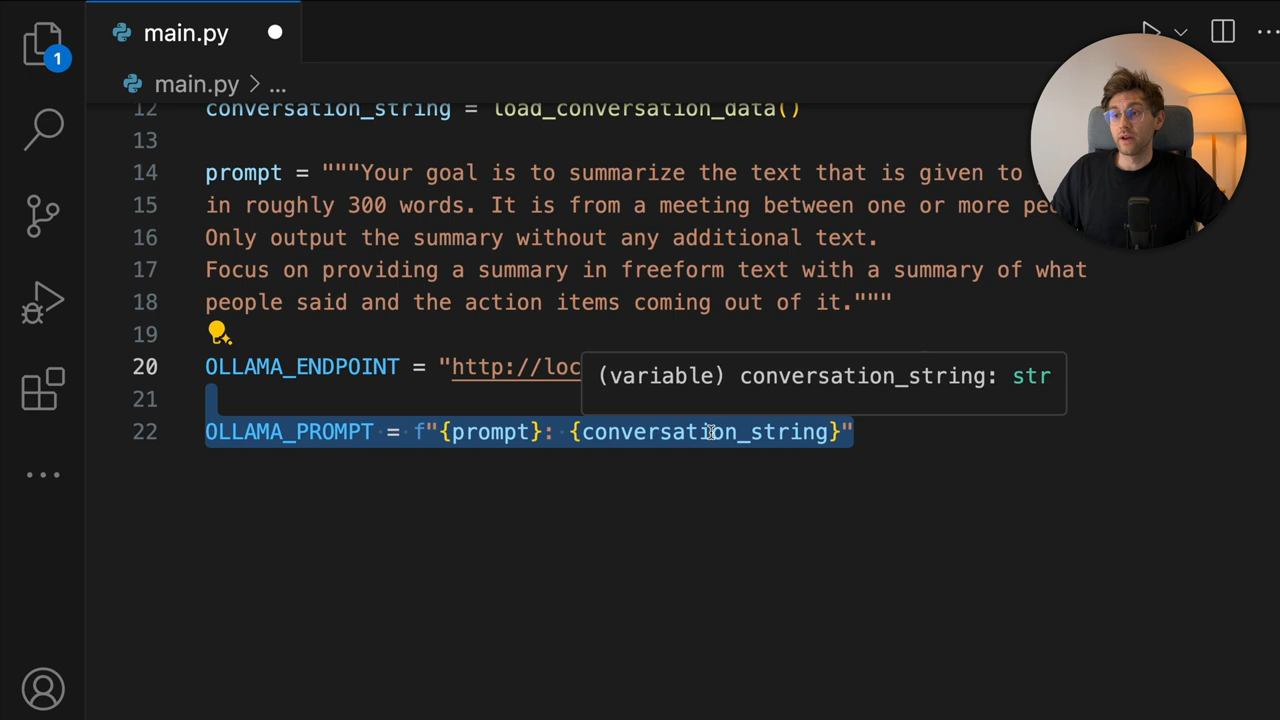 main.py
1
main.py > ...
12 conversation_string = load_conversation_data()
13
14 prompt = """Your goal is to summarize the text that is given to
15 in roughly 300 words. It is from a meeting between one or more
16 Only output the summary without any additional text.
17 Focus on providing a summary in freeform text with a summary of what
18 people said and the action items coming out of it."""
19
20 OLLAMA_ENDPOINT = "http://loc
(variable) conversation_string: str
21
22 OLLAMA_PROMPT = f"{prompt}: {conversation_string}"